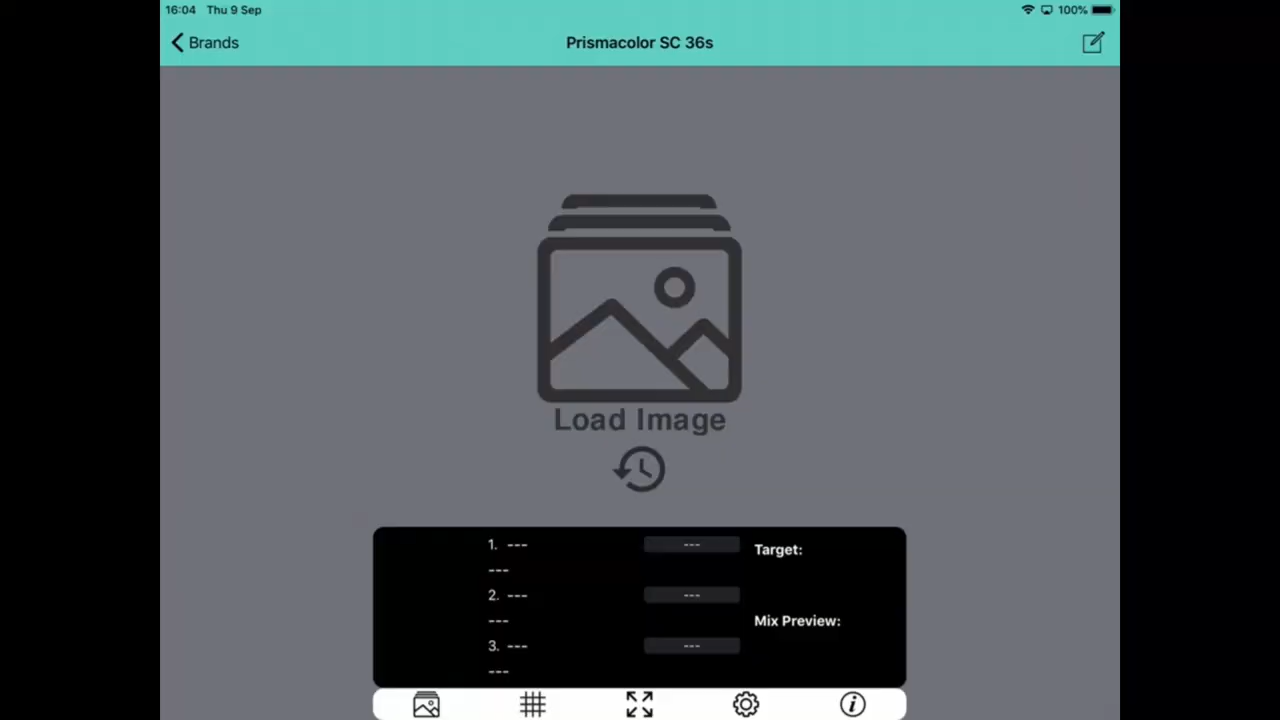 16:04 Thu 9 Sep 100%
Brands Prismacolor SC 36s
Load Image
1. --- --- Target:
---
2. --- ---
--- Mix Preview:
3. --- ---
---